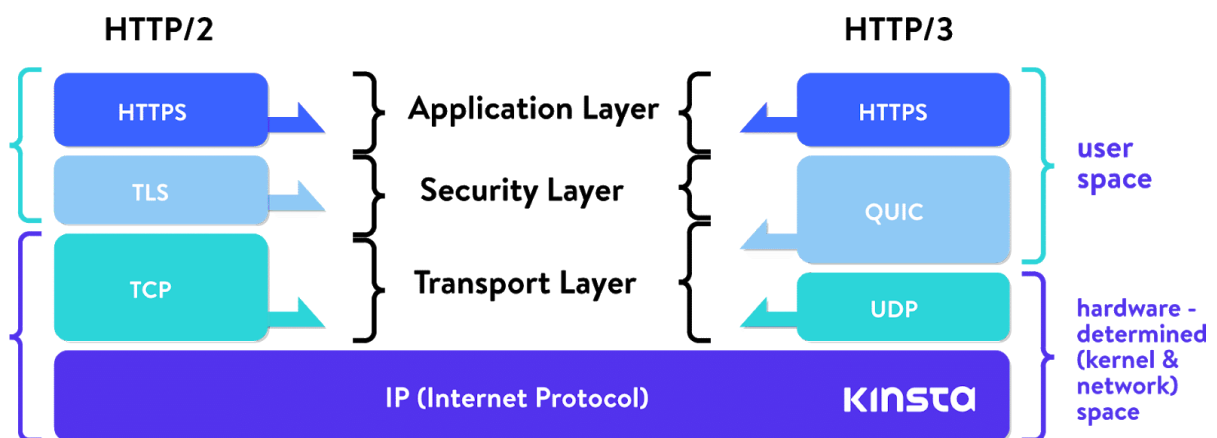 HTTP/2
HTTP/3
HTTPS
Application Layer
HTTPS
TLS
Security Layer
QUIC
user
space
TCP
Transport Layer
UDP
hardware -
determined
(kernel &
network)
space
IP (Internet Protocol)
KINSTA